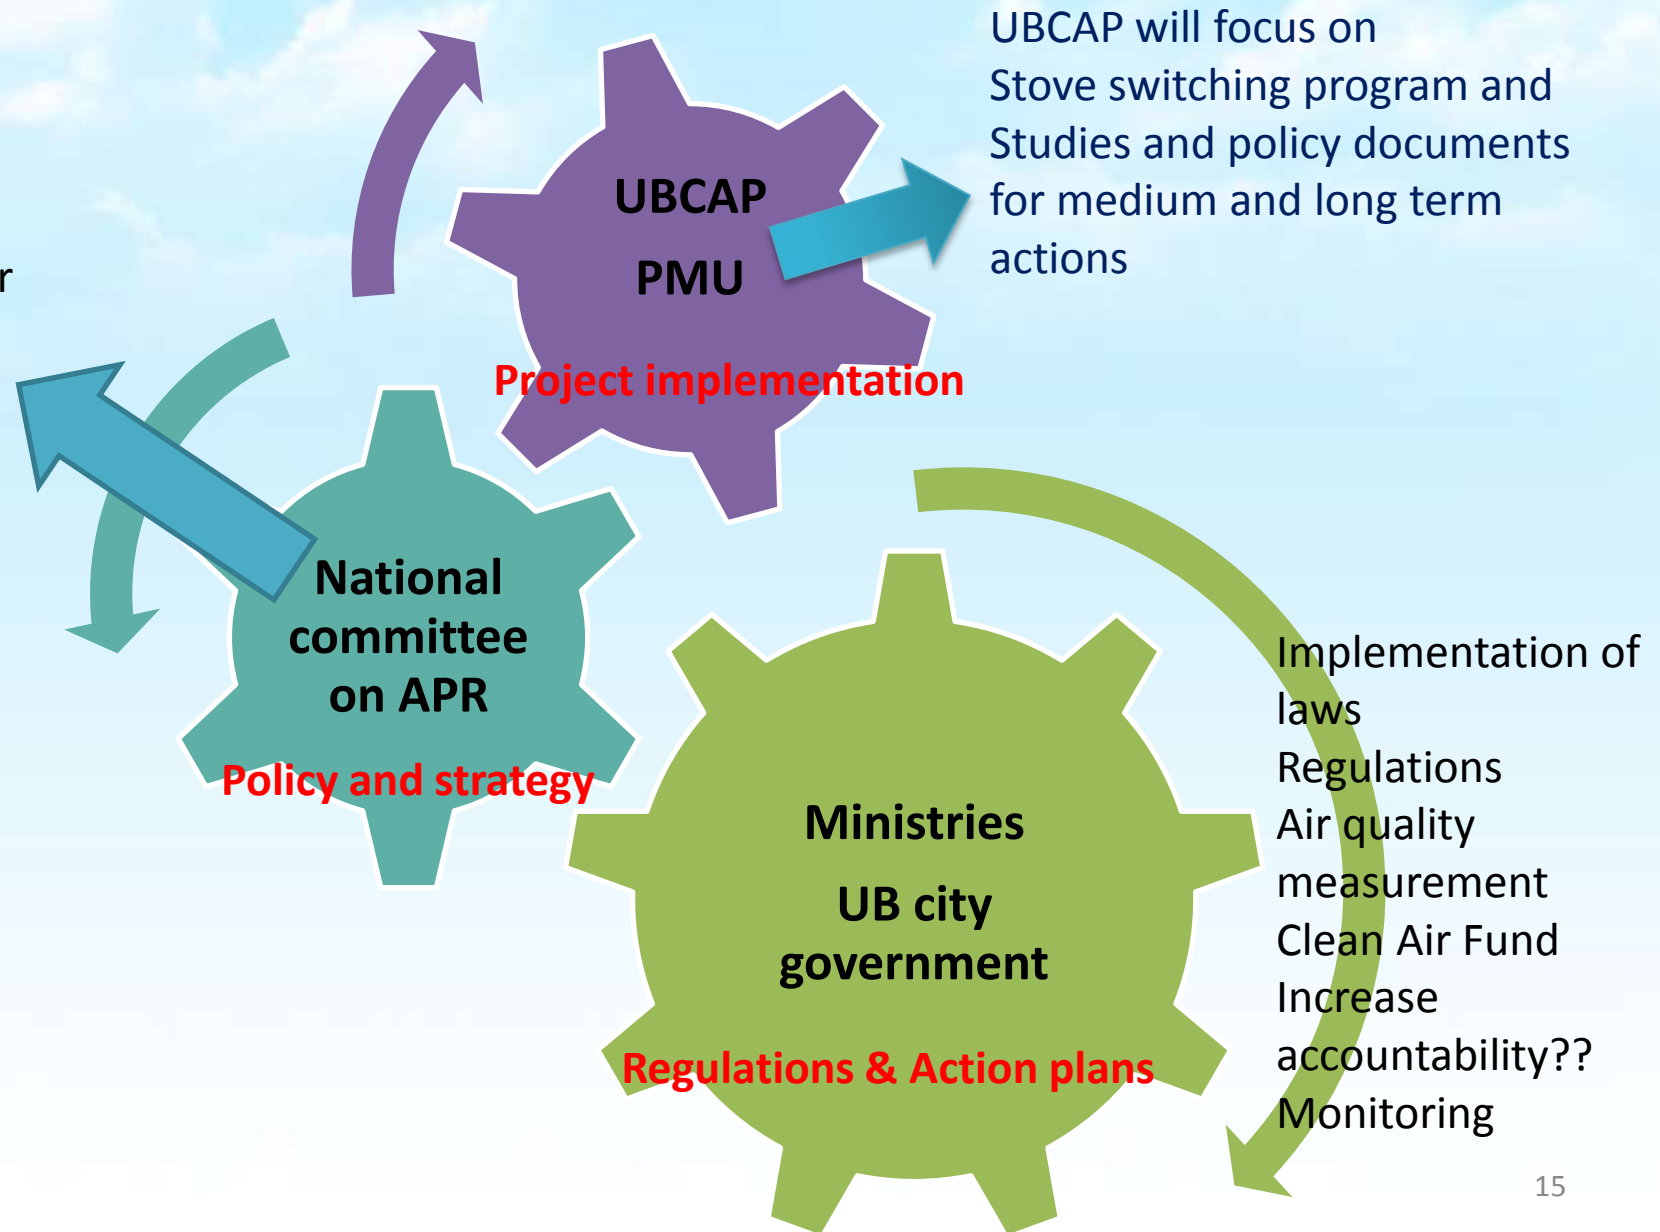 UBCAP will focus on
Stove switching program and
Studies and policy documents
for medium and long term
actions
UBCAP
PMU
Project implementation
National
committee
on APR
Policy and strategy
Ministries
UB city
government
Regulations & Action plans
Implementation of
laws
Regulations
Air quality
measurement
Clean Air Fund
Increase
accountability??
Monitoring
15